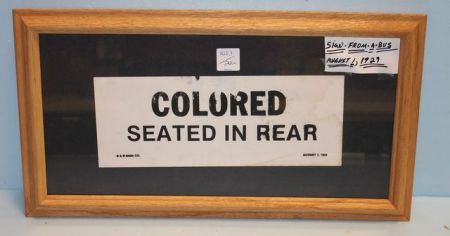 SIGN-FROM-A-BUS
AUGUST 1, 1929
COLORED
SEATED IN REAR
AUGUST 1, 1929